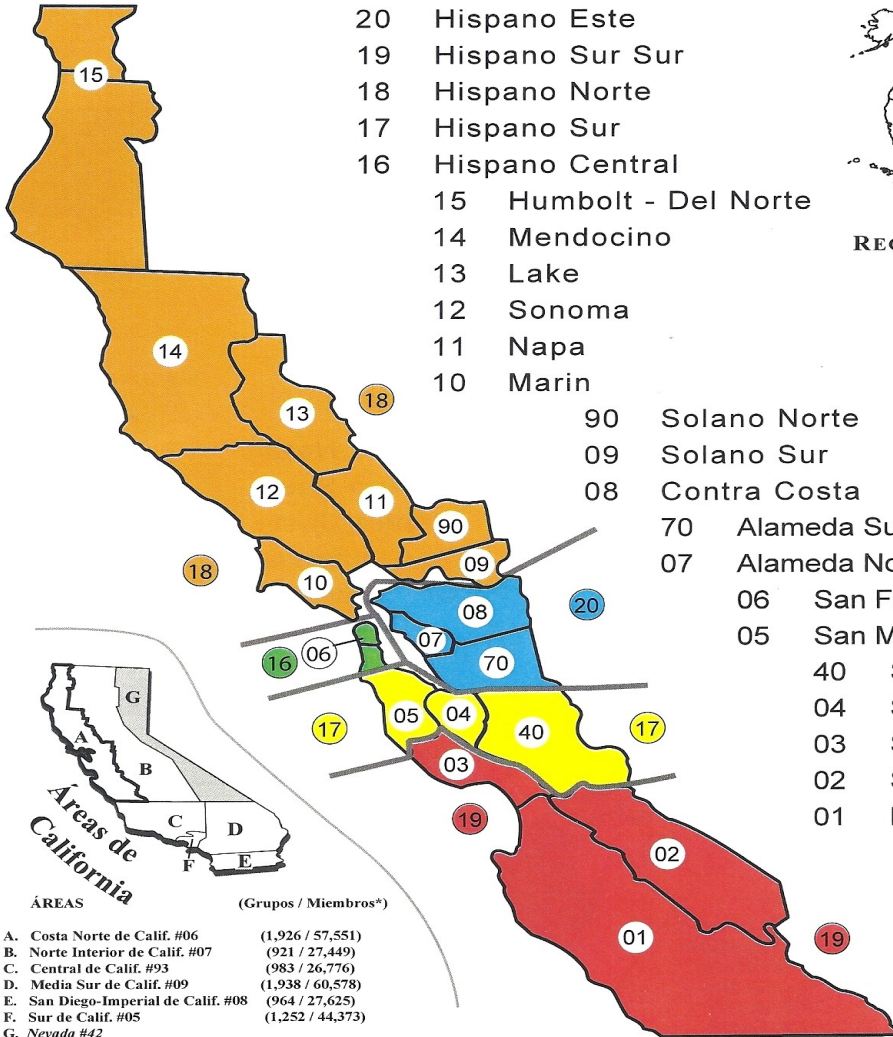 20 Hispano Este
19 Hispano Sur Sur
18 Hispano Norte
17 Hispano Sur
16 Hispano Central
15 Humbolt - Del Norte
14 Mendocino
13 Lake
12 Sonoma
11 Napa
10 Marin
90 Solano Norte
09 Solano Sur
08 Contra Costa
70 Alameda Su
07 Alameda No
06 San F
05 San M
40 S
04 S
03 S
02 S
01
15
14
13
18
12
11
90
09
18
10
08
20
07
16
06
70
17
05
04
40
17
03
19
02
01
19
G
A
B
C
D
E
F
Áreas de
California
ÁREAS (Grupos / Miembros*)
A. Costa Norte de Calif. #06 (1,926 / 57,551)
B. Norte Interior de Calif. #07 (921 / 27,449)
C. Central de Calif. #93 (983 / 26,776)
D. Media Sur de Calif. #09 (1,938 / 60,578)
E. San Diego-Imperial de Calif. #08 (964 / 27,625)
F. Sur de Calif. #05 (1,252 / 44,373)
G. Nevada #42